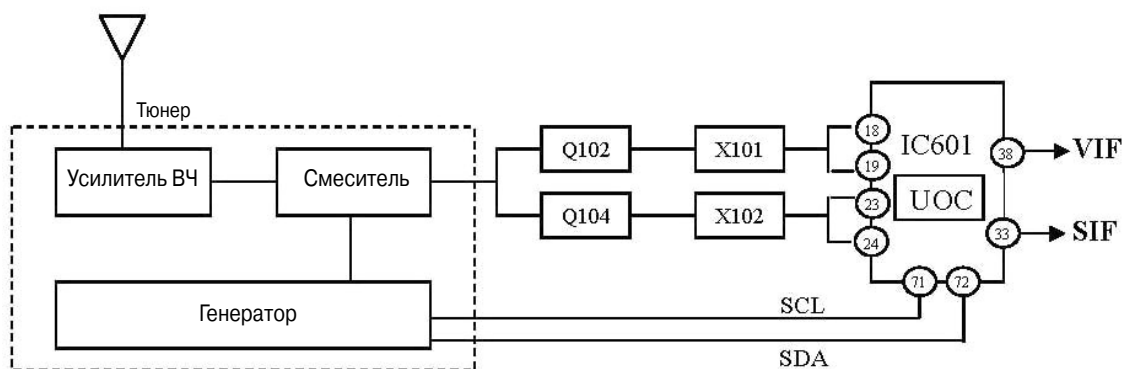 Тюнер
Усилитель ВЧ
Смеситель
Генератор
Q102
X101
Q104
X102
18
19
23
24
IC601
UOC
38
VIF
33
SIF
71
72
SCL
SDA